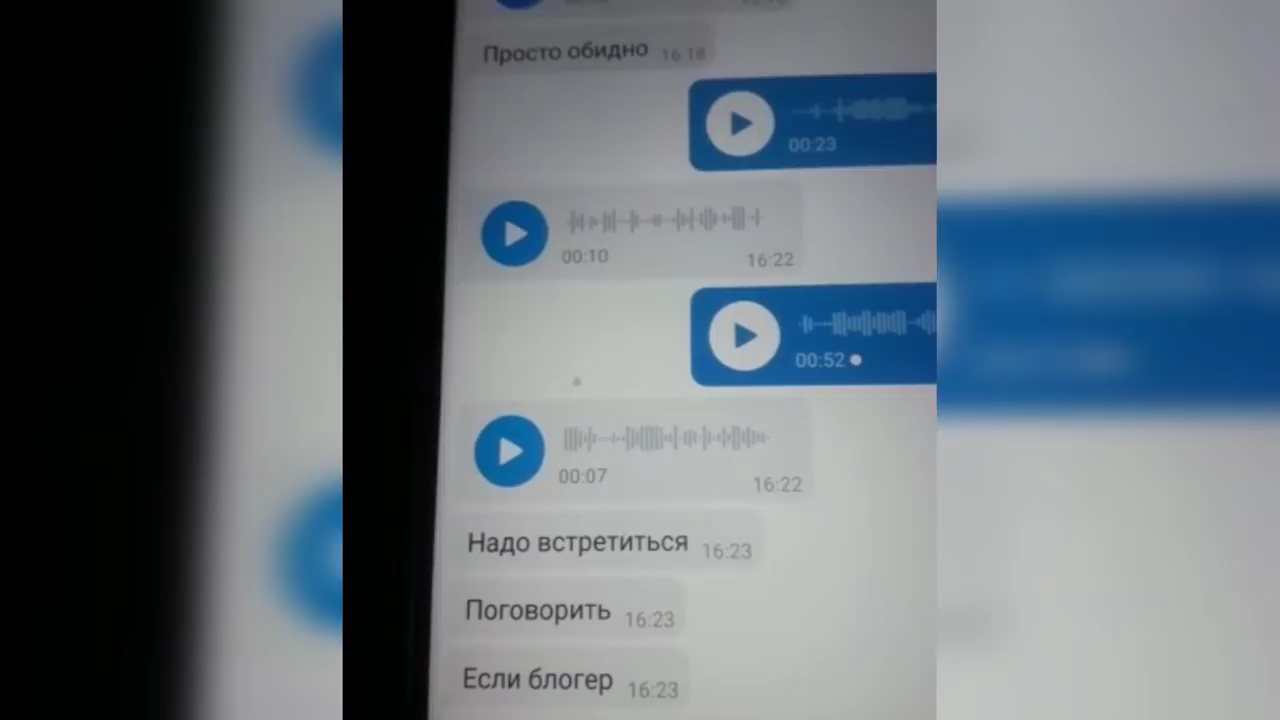 Просто обидно 16:18
00:23
00:10 16:22
00:52
00:07 16:22
Надо встретиться 16:23
Поговорить 16:23
Если блогер 16:23